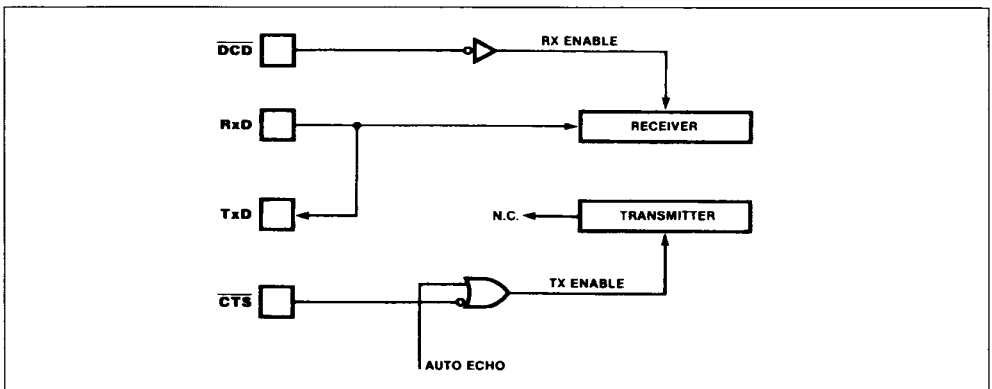 DCD
RX ENABLE
RxD
RECEIVER
TxD
N.C.
TRANSMITTER
CTS
TX ENABLE
AUTO ECHO